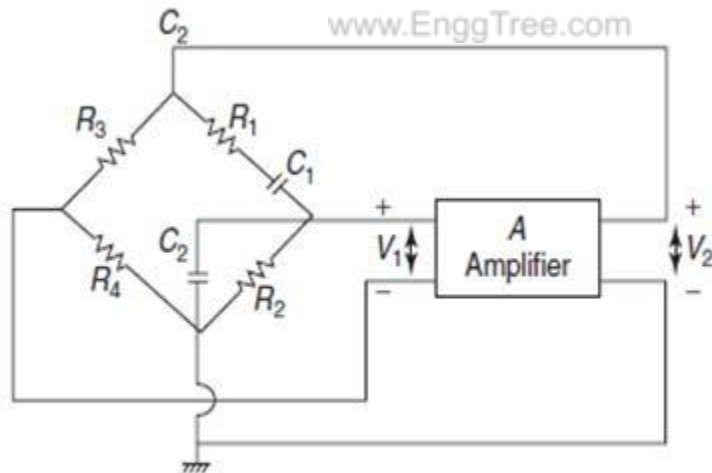 www.EnggTree.com
C2
R3
R1
C1
C2
R4
R2
+
V1
−
A
Amplifier
+
V2
−